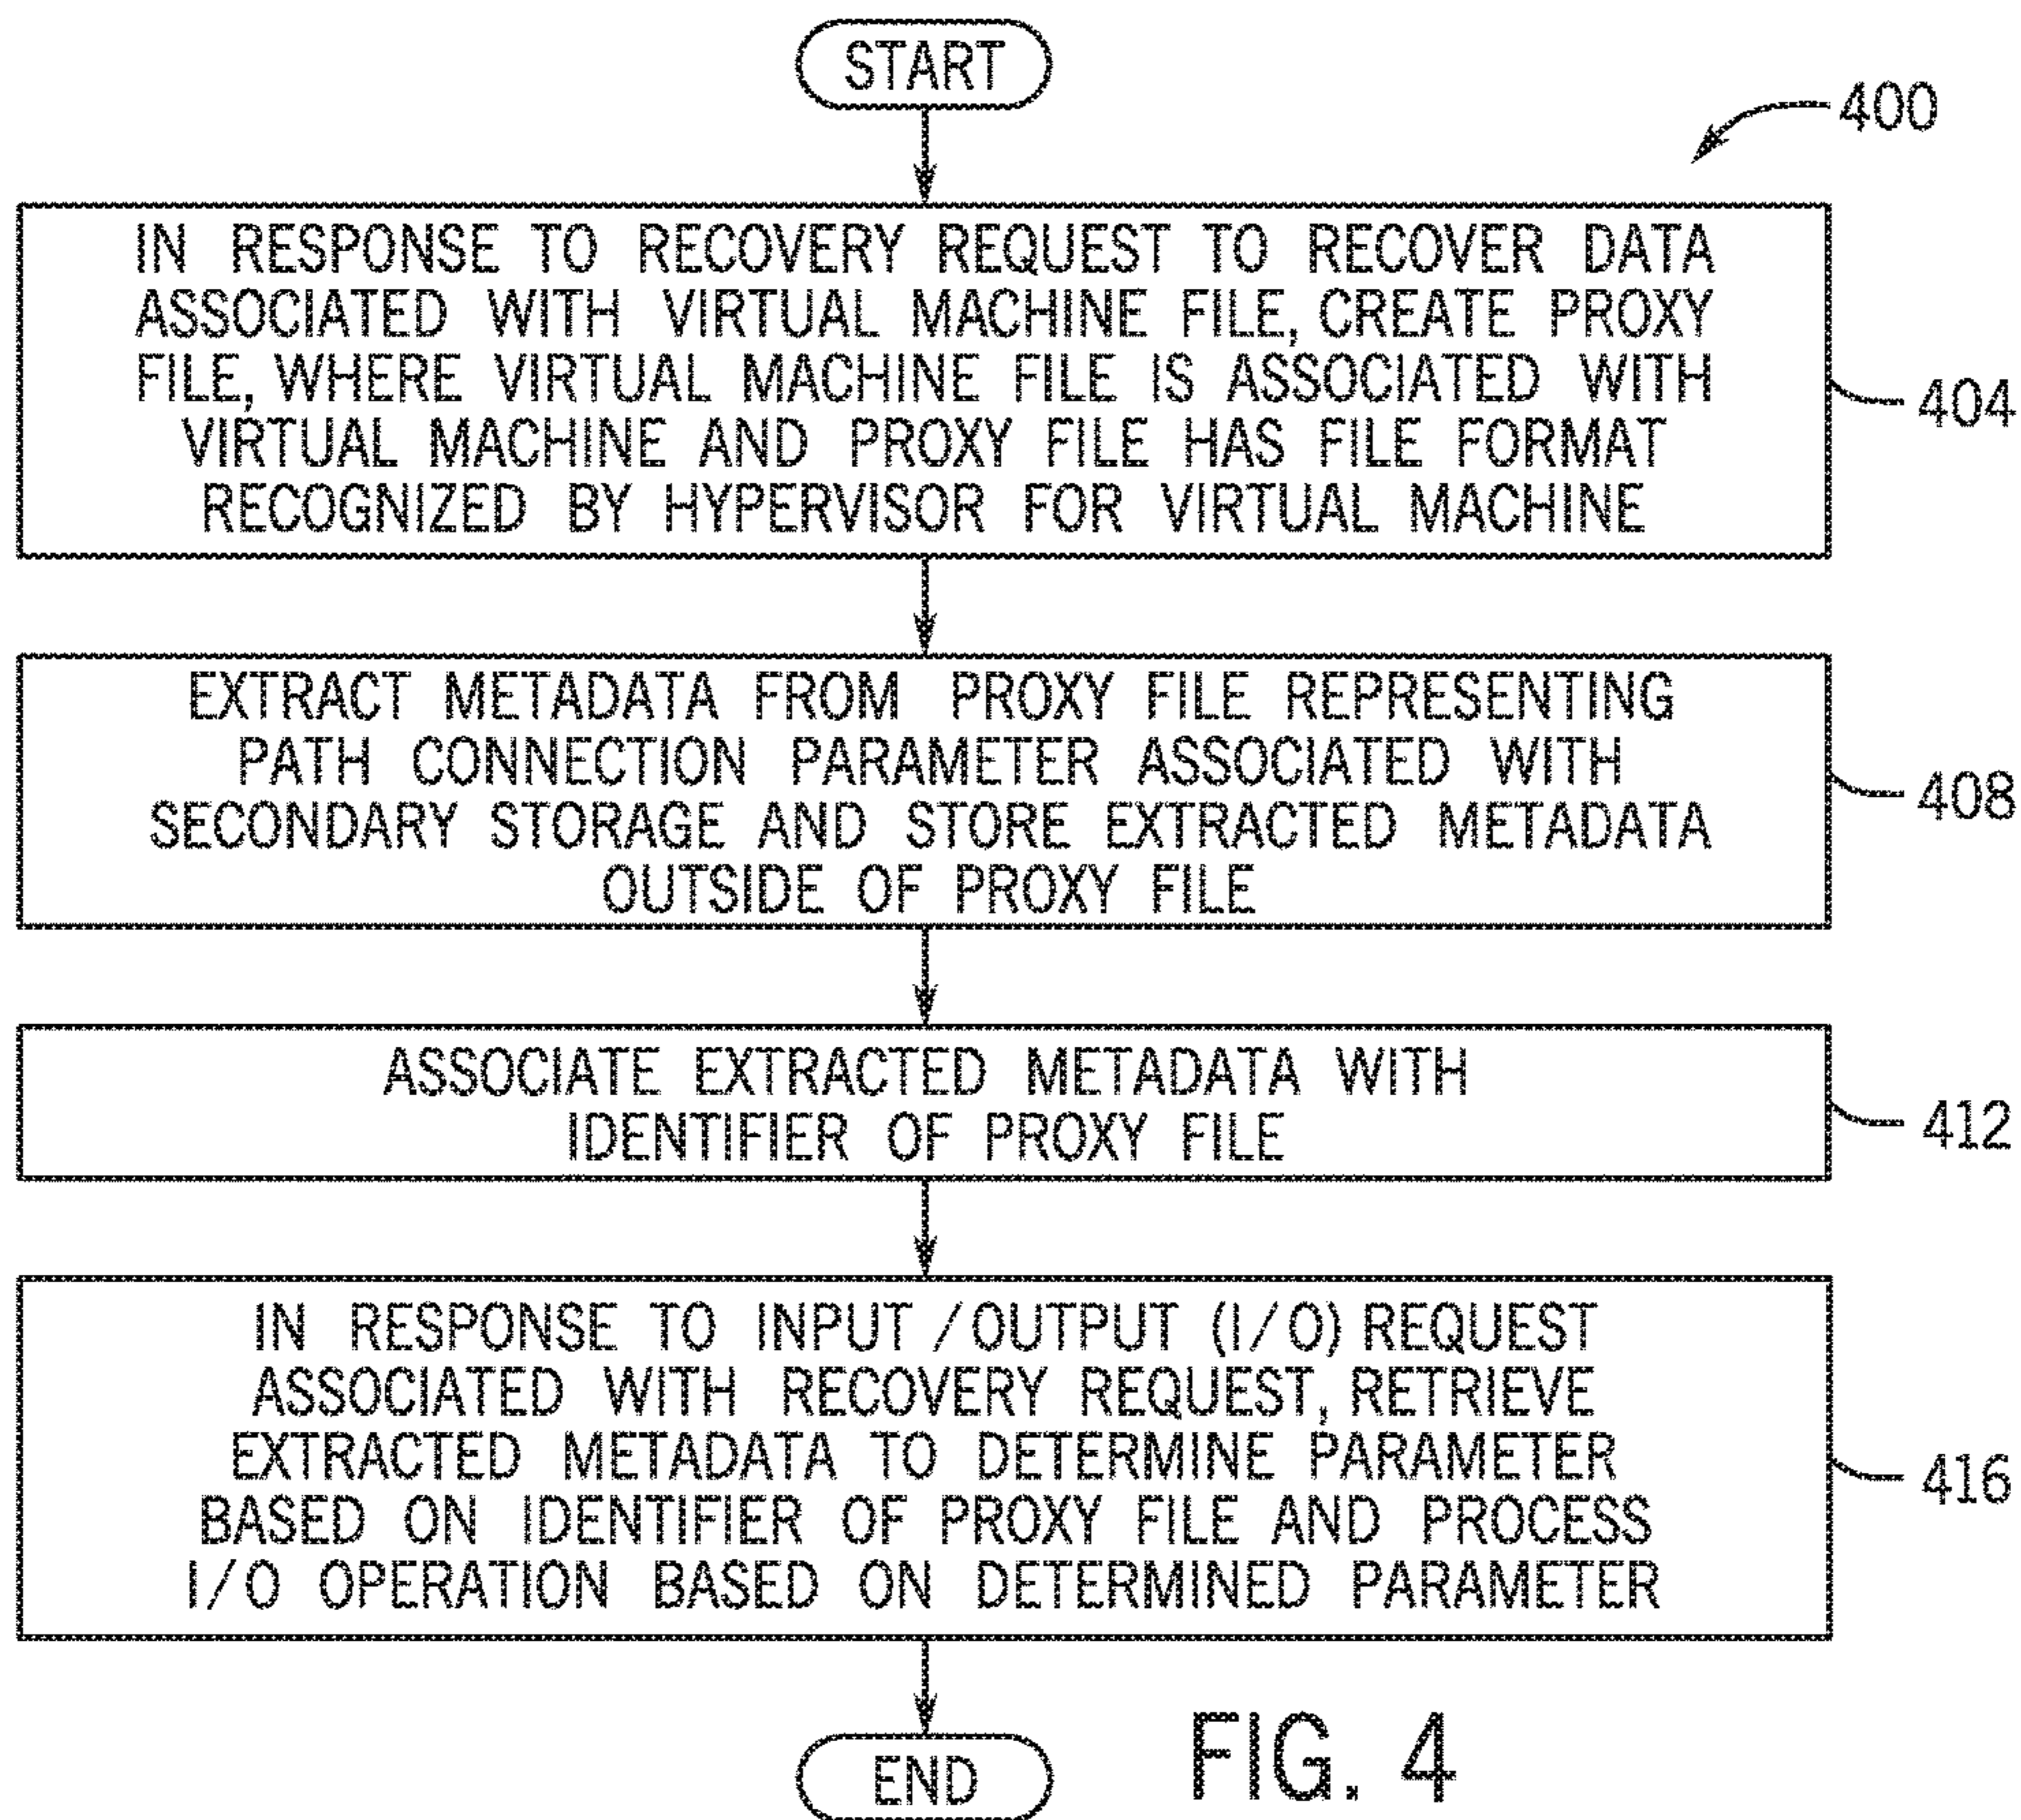 START
400
IN RESPONSE TO RECOVERY REQUEST TO RECOVER DATA
ASSOCIATED WITH VIRTUAL MACHINE FILE, CREATE PROXY
FILE, WHERE VIRTUAL MACHINE FILE IS ASSOCIATED WITH
VIRTUAL MACHINE AND PROXY FILE HAS FILE FORMAT
RECOGNIZED BY HYPERVISOR FOR VIRTUAL MACHINE
404
EXTRACT METADATA FROM PROXY FILE REPRESENTING
PATH CONNECTION PARAMETER ASSOCIATED WITH
SECONDARY STORAGE AND STORE EXTRACTED METADATA
OUTSIDE OF PROXY FILE
408
ASSOCIATE EXTRACTED METADATA WITH
IDENTIFIER OF PROXY FILE
412
IN RESPONSE TO INPUT /OUTPUT (I/O) REQUEST
ASSOCIATED WITH RECOVERY REQUEST, RETRIEVE
EXTRACTED METADATA TO DETERMINE PARAMETER
BASED ON IDENTIFIER OF PROXY FILE AND PROCESS
I/O OPERATION BASED ON DETERMINED PARAMETER
416
END
FIG. 4